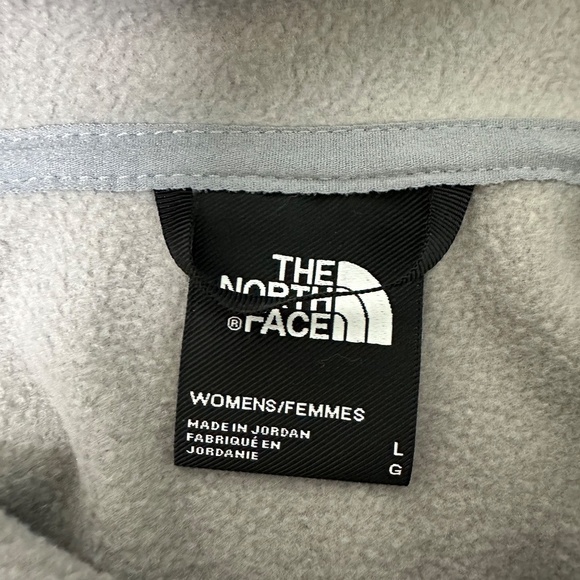 THE
NORTH
®FACE
WOMENS/FEMMES
MADE IN JORDAN
FABRIQUÉ EN
JORDANIE
L
G